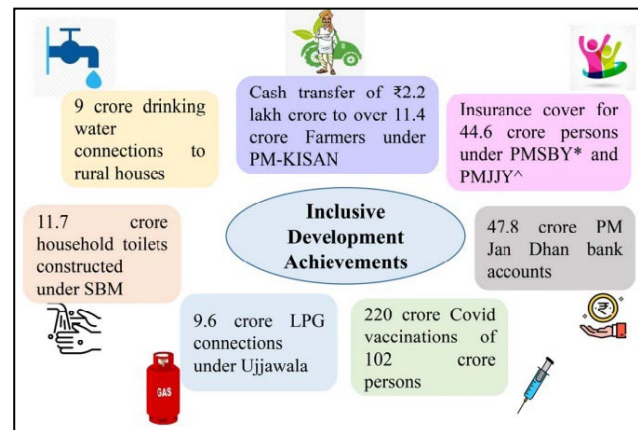 9 crore drinking
water
connections to
rural houses
Cash transfer of ₹2.2
lakh crore to over 11.4
crore Farmers under
PM-KISAN
Insurance cover for
44.6 crore persons
under PMSBY* and
PMJJY^
11.7 crore
household toilets
constructed
under SBM
Inclusive
Development
Achievements
47.8 crore PM
Jan Dhan bank
accounts
9.6 crore LPG
connections
under Ujjawala
220 crore Covid
vaccinations of
102 crore
persons
GAS
₹